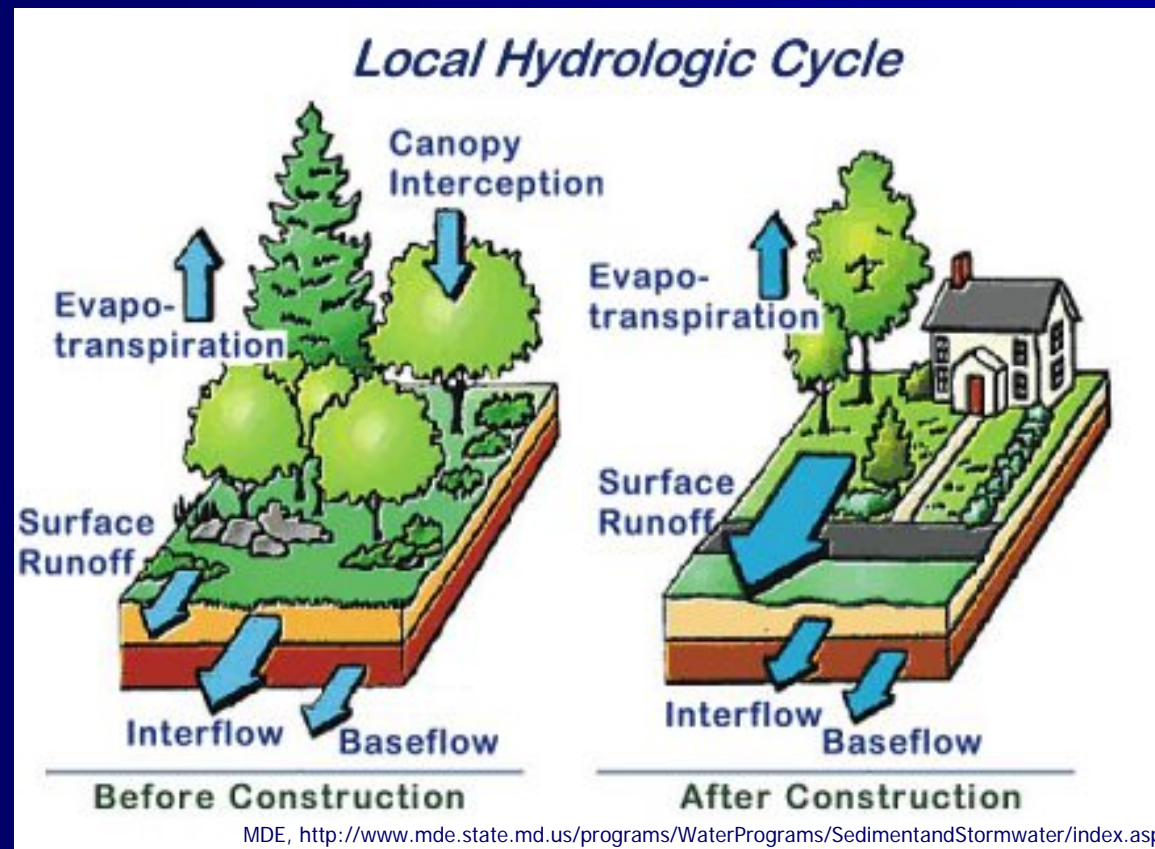 Local Hydrologic Cycle
Canopy
Interception
Evapo-
transpiration
Surface
Runoff
Interflow
Baseflow
Before Construction
Evapo-
transpiration
Surface
Runoff
Interflow
Baseflow
After Construction
MDE, http://www.mde.state.md.us/programs/WaterPrograms/SedimentandStormwater/index.asp